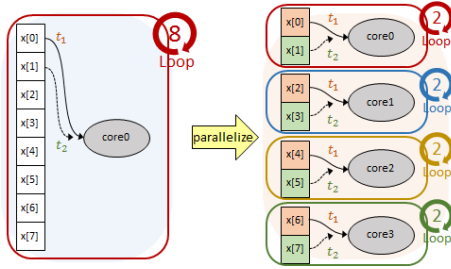 x[0]
x[1]
x[2]
x[3]
x[4]
x[5]
x[6]
x[7]
t1
t2
core0
8
Loop
parallelize
x[0]
x[1]
t1
t2
core0
2
Loop
x[2]
x[3]
t1
t2
core1
2
Loop
x[4]
x[5]
t1
t2
core2
2
Loop
x[6]
x[7]
t1
t2
core3
2
Loop